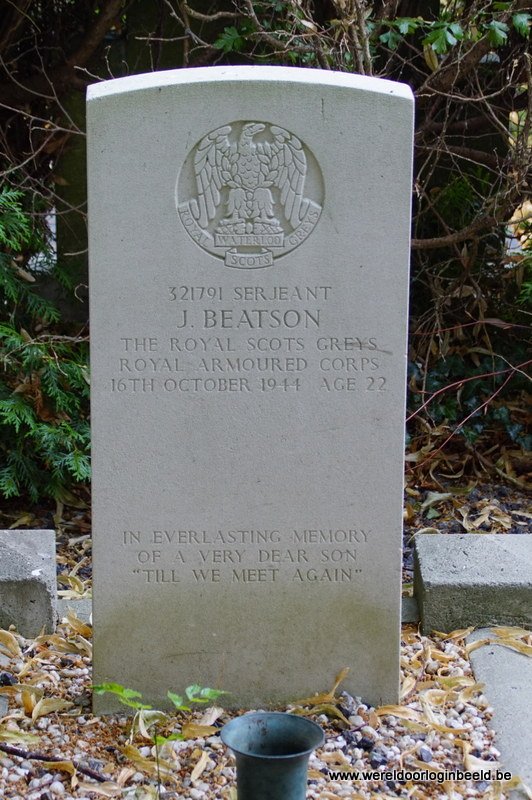 ROYAL SCOTS GREYS
WATERLOO
SCOTS
321791 SERJEANT
J. BEATSON
THE ROYAL SCOTS GREYS
ROYAL ARMOURED CORPS
16TH OCTOBER 1944 AGE 22
IN EVERLASTING MEMORY
OF A VERY DEAR SON
"TILL WE MEET AGAIN"
www.wereldoorloginbeeld.be